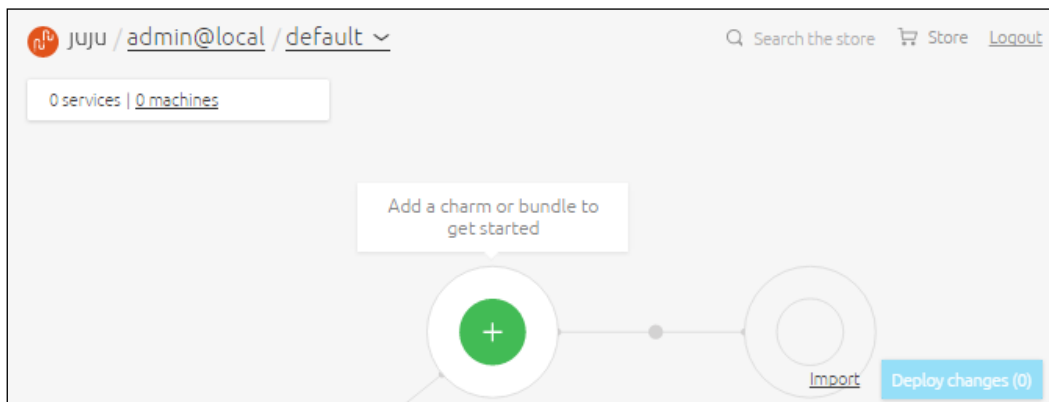 juju / admin@local / default
Search the store
Store
Logout
0 services | 0 machines
Add a charm or bundle to
get started
Import
Deploy changes (0)